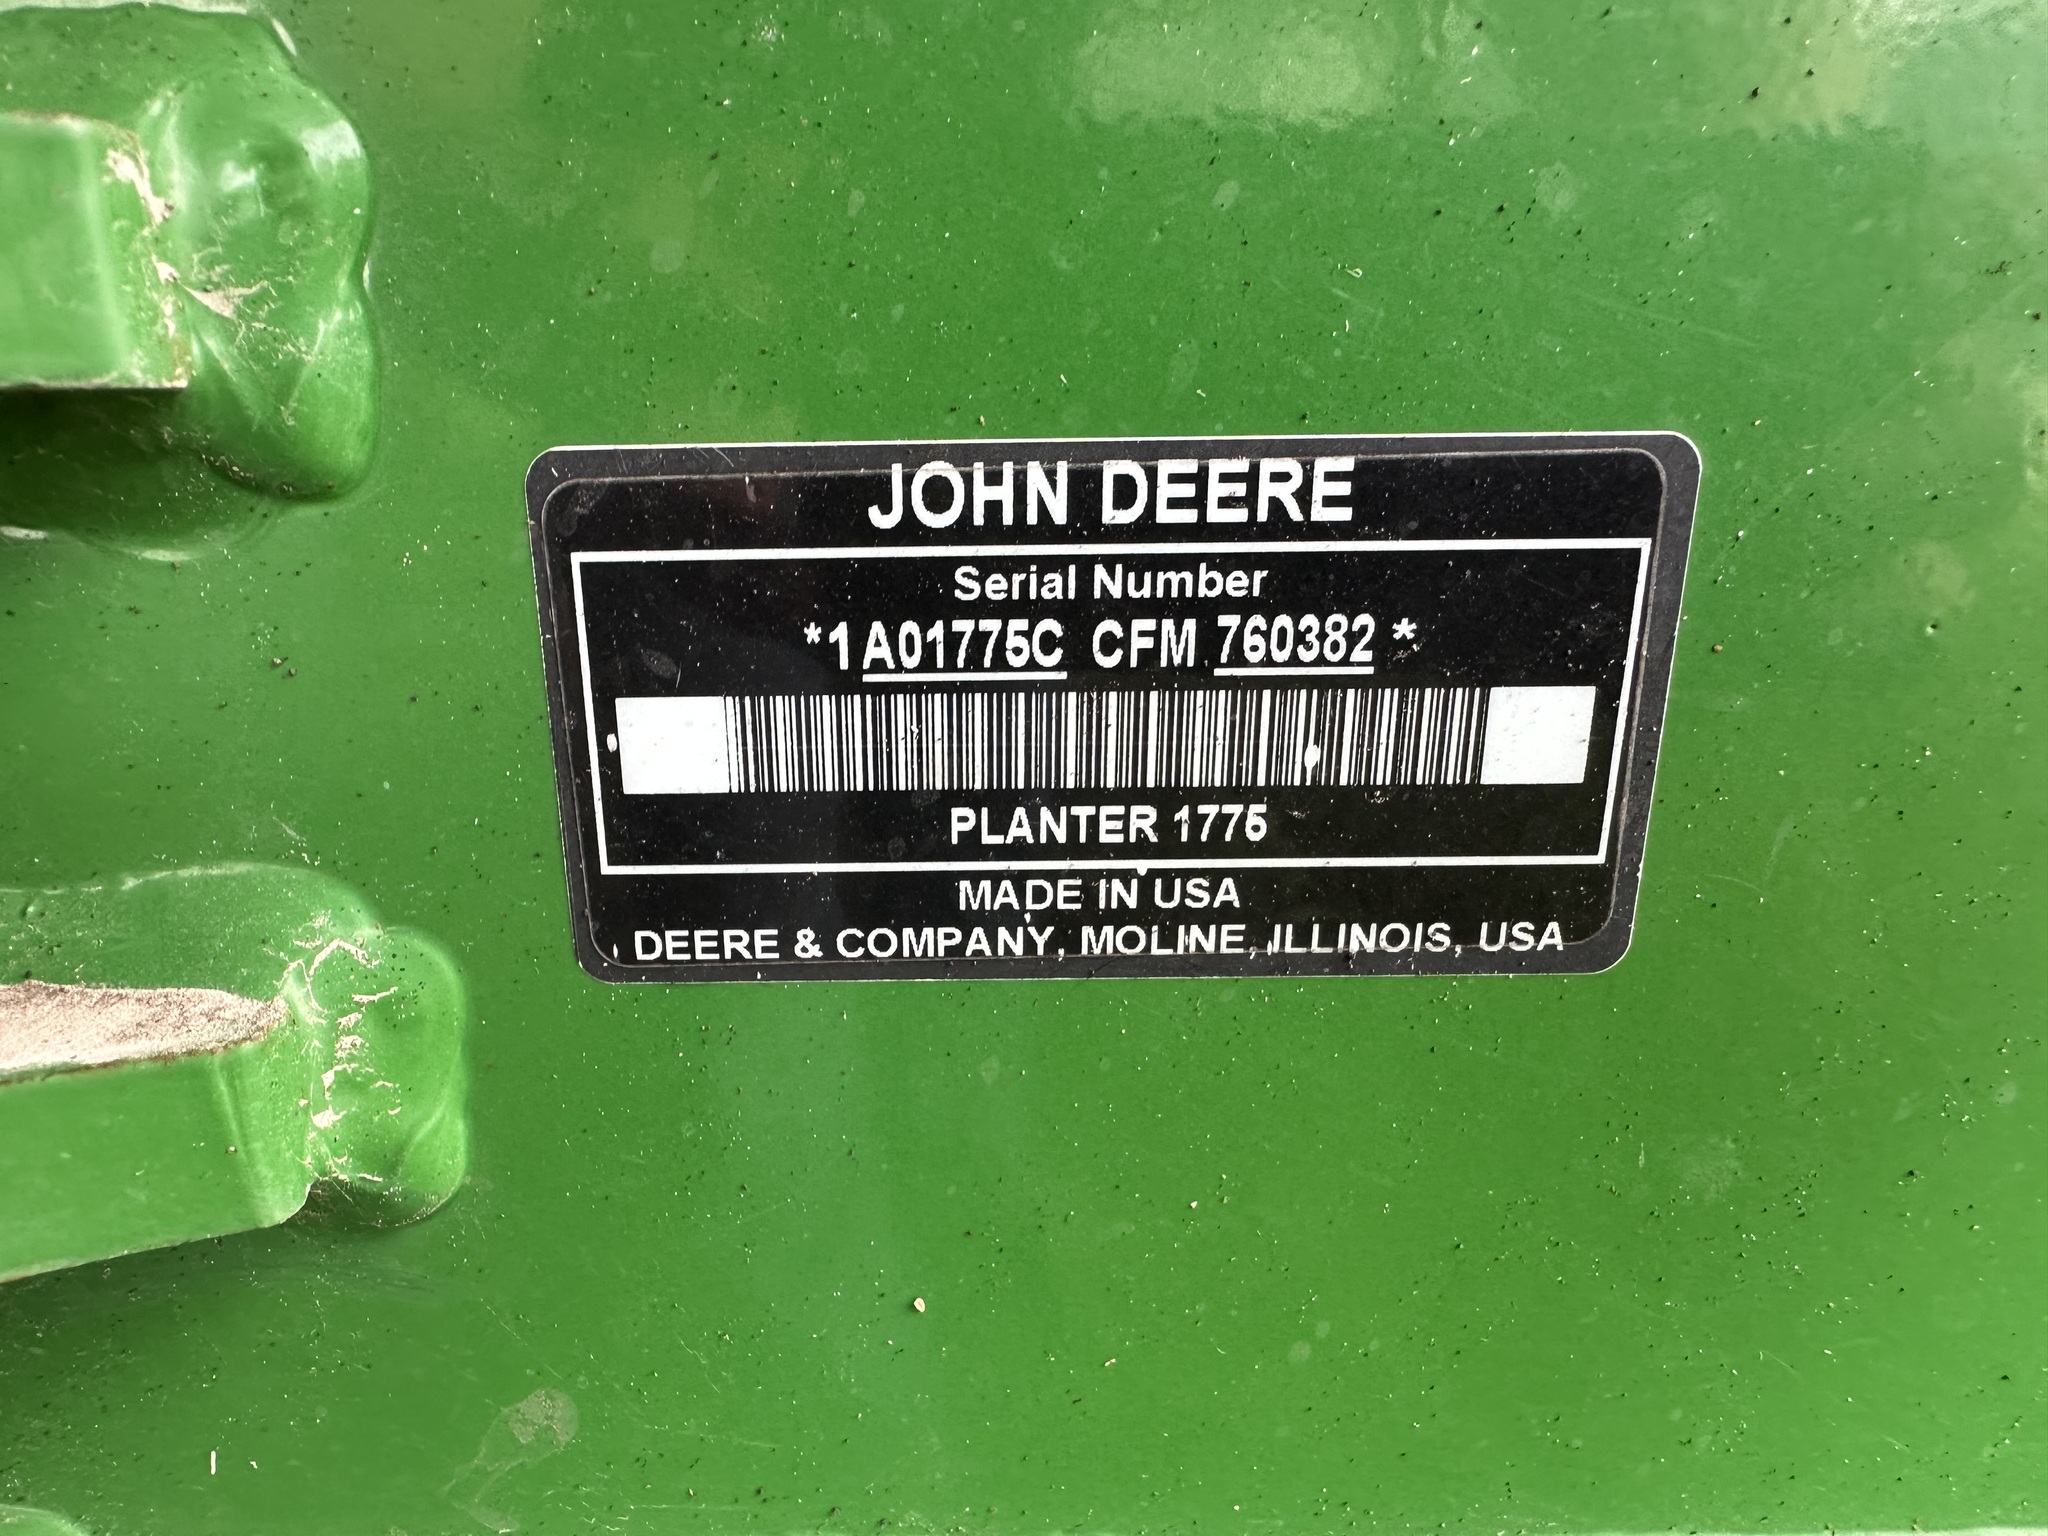 JOHN DEERE
Serial Number
*1A01775C CFM 760382*
PLANTER 1775
MADE IN USA
DEERE & COMPANY, MOLINE, ILLINOIS, USA